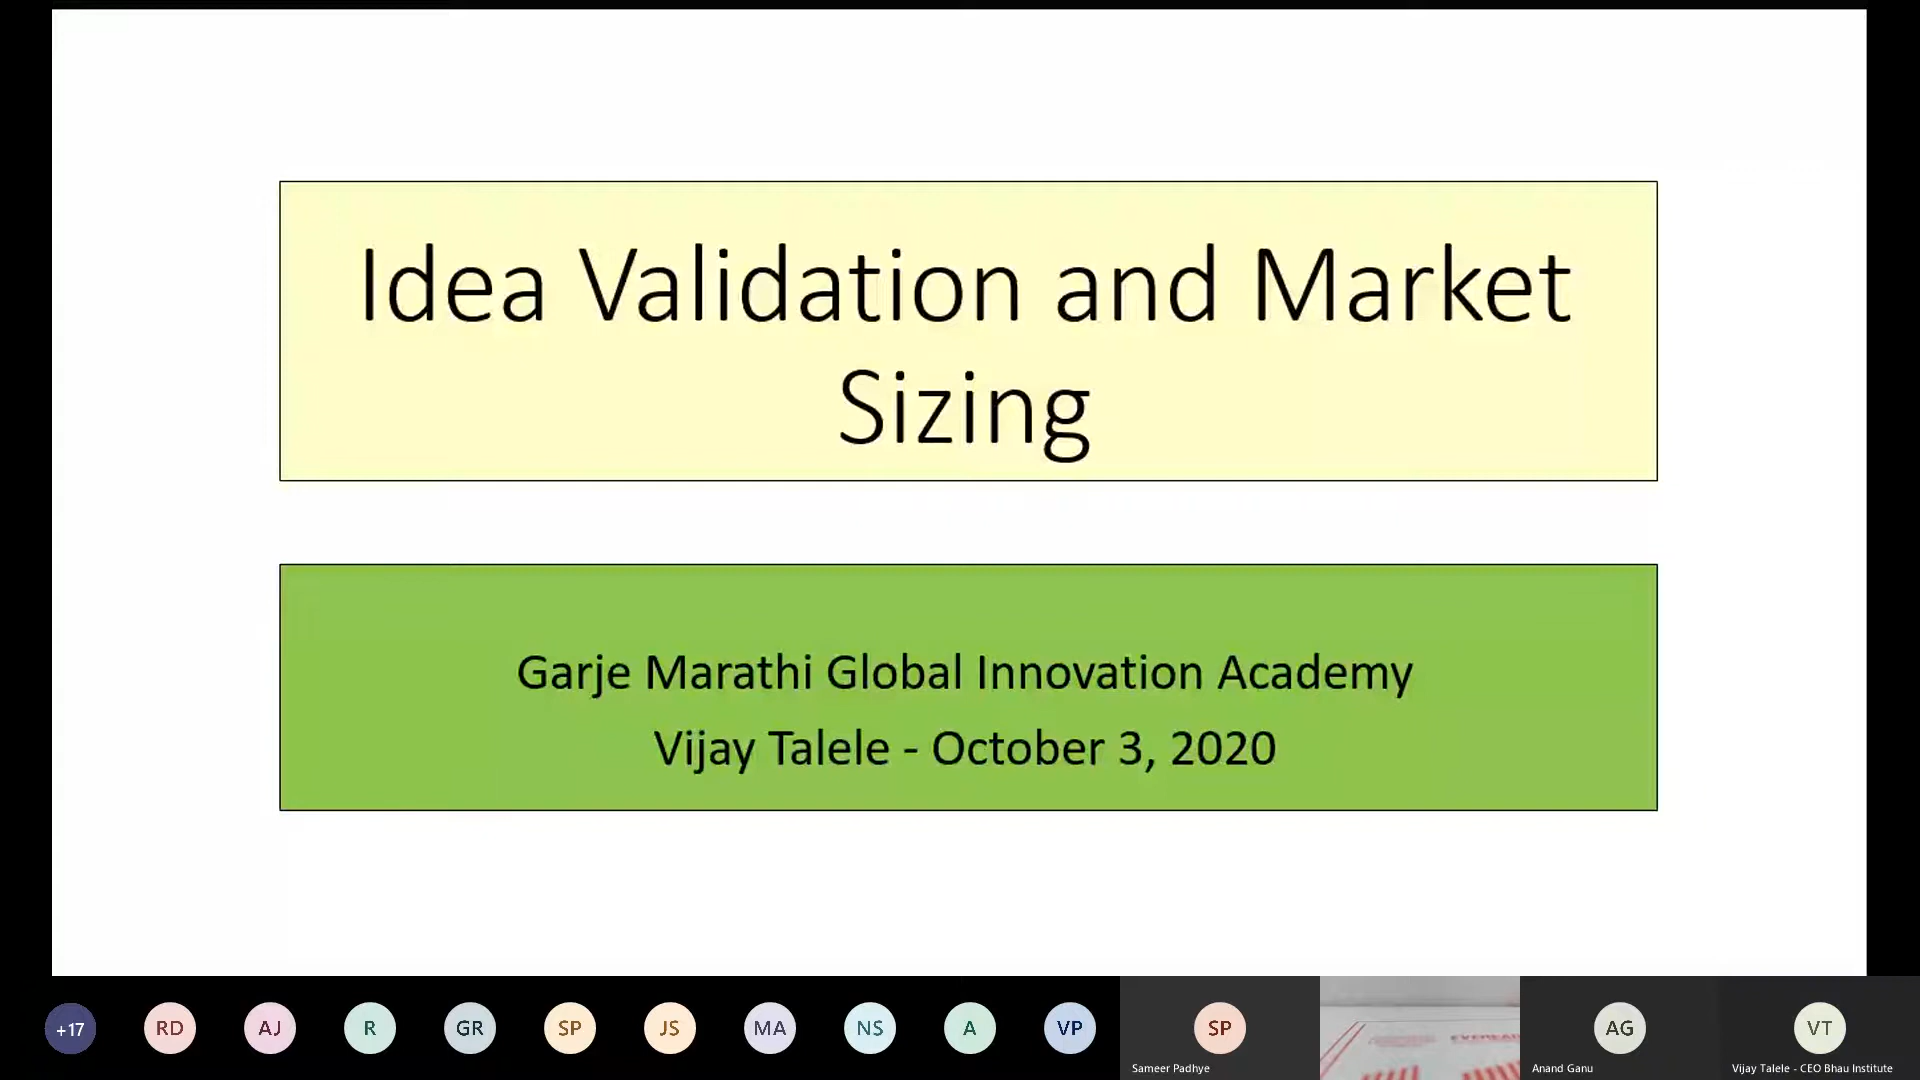 Idea Validation and Market
Sizing
Garje Marathi Global Innovation Academy
Vijay Talele - October 3, 2020
+17
RD
AJ
R
GR
SP
JS
MA
NS
A
VP
SP
Sameer Padhye
AG
Anand Ganu
VT
Vijay Talele - CEO Bhau Institute